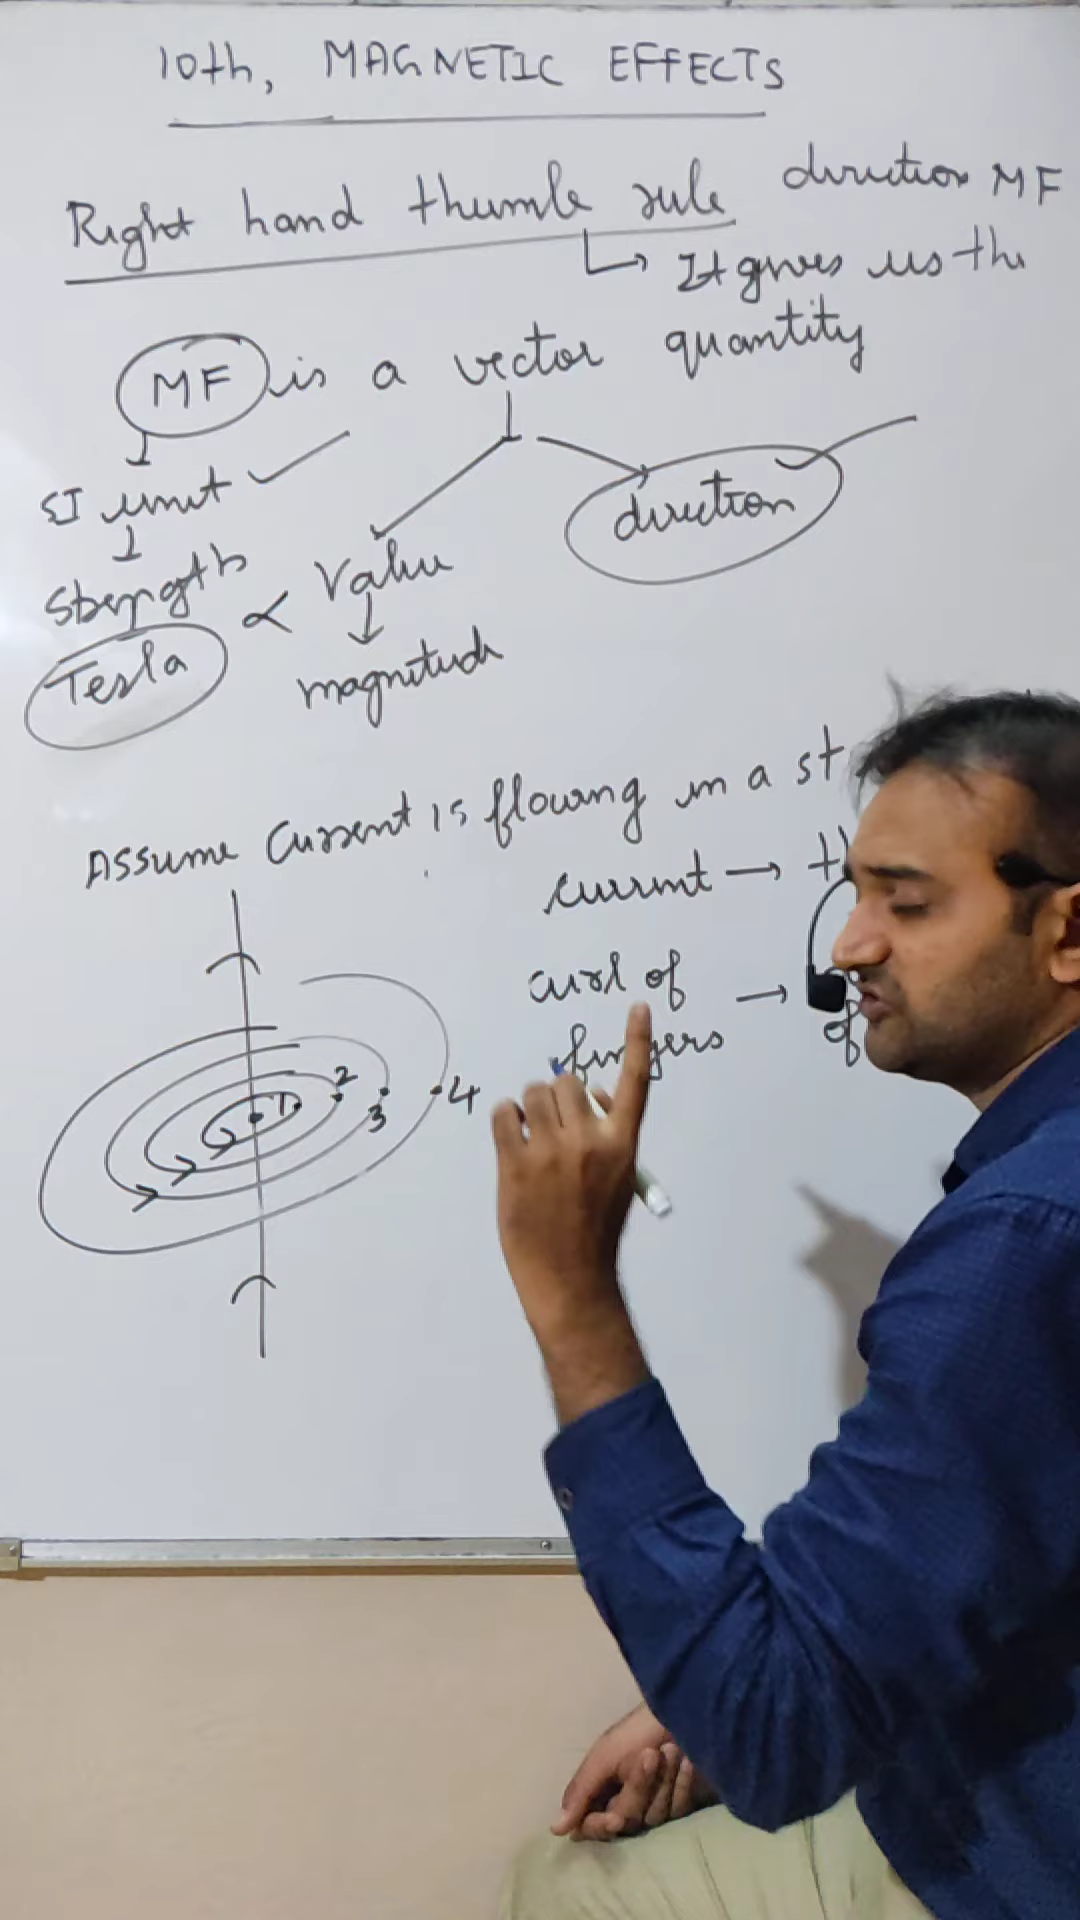 10th, MAGNETIC EFFECTS
Right hand thumb rule direction MF
It gives us the
MF is a vector quantity
SI unit
direction
Strength ∝ Value
Tesla
magnitude
Assume Current is flowing in a st
current →
curl of →
fingers of
1 2 3 4